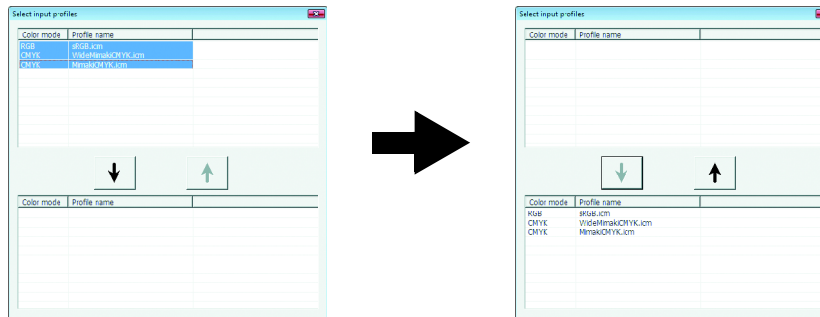 Select input profiles
Color mode Profile name
RGB sRGB.icm
CMYK WideMimakiCMYK.icm
CMYK MimakiCMYK.icm
Color mode Profile name
Select input profiles
Color mode Profile name
Color mode Profile name
RGB sRGB.icm
CMYK WideMimakiCMYK.icm
CMYK MimakiCMYK.icm